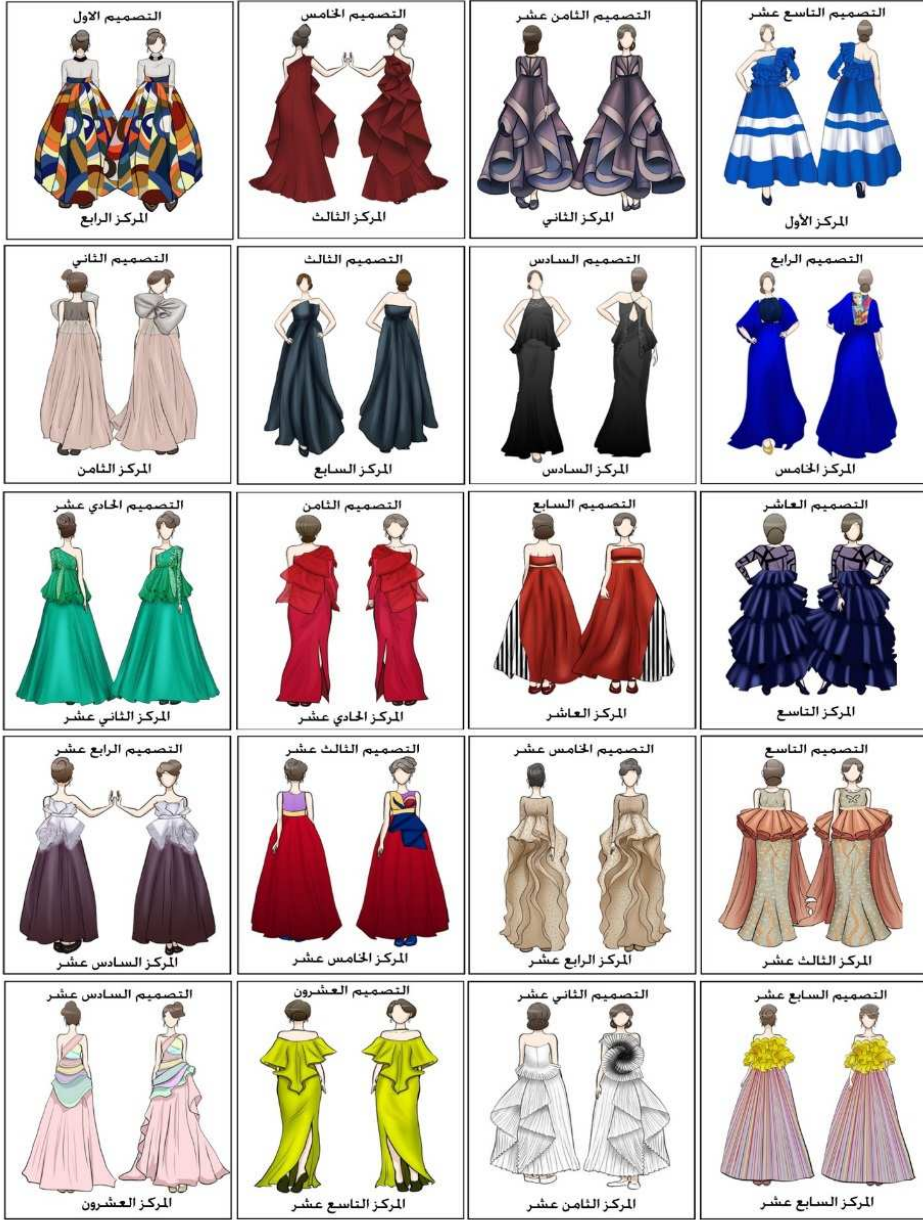 التصميم التاسع عشر
المركز الأول
التصميم الثامن عشر
المركز الثاني
التصميم الخامس
المركز الثالث
التصميم الاول
المركز الرابع
التصميم الرابع
المركز الخامس
التصميم السادس
المركز السادس
التصميم الثالث
المركز السابع
التصميم الثاني
المركز الثامن
التصميم العاشر
المركز التاسع
التصميم السابع
المركز العاشر
التصميم الثامن
المركز الحادي عشر
التصميم الحادي عشر
المركز الثاني عشر
التصميم التاسع
المركز الثالث عشر
التصميم الخامس عشر
المركز الرابع عشر
التصميم الثالث عشر
المركز الخامس عشر
التصميم الرابع عشر
المركز السادس عشر
التصميم السابع عشر
المركز السابع عشر
التصميم الثاني عشر
المركز الثامن عشر
التصميم العشرون
المركز التاسع عشر
التصميم السادس عشر
المركز العشرون